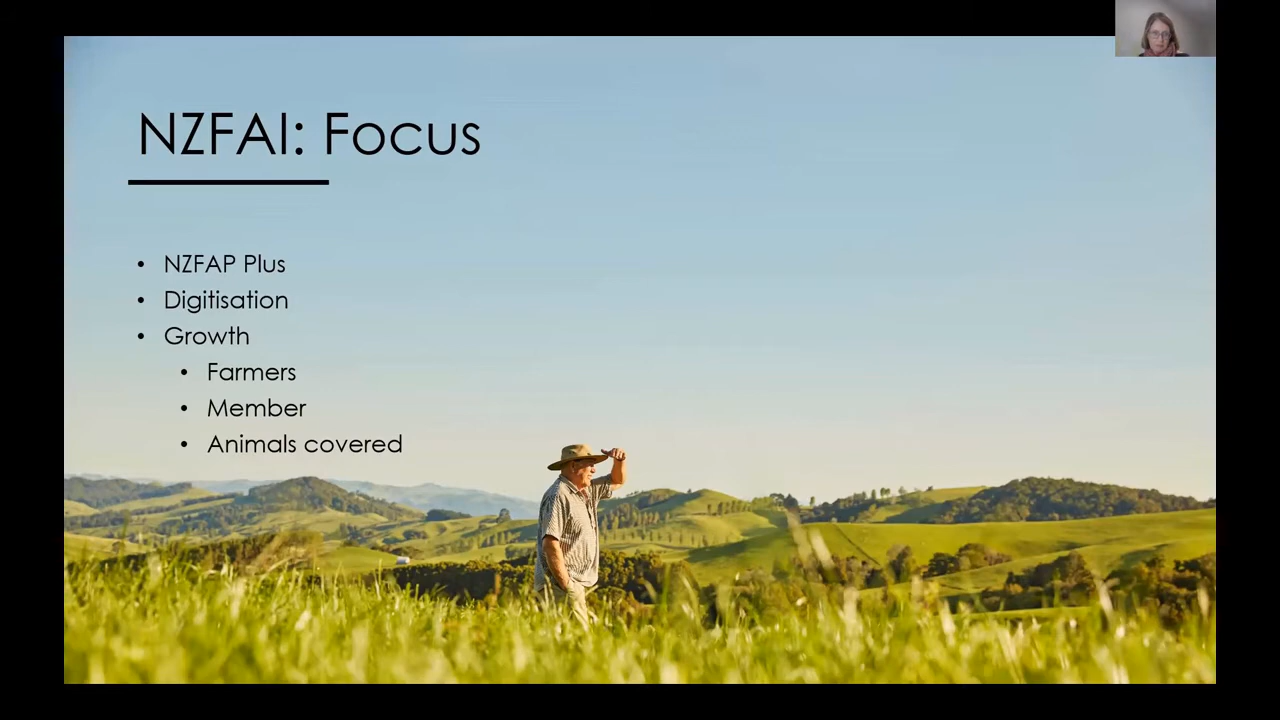 NZFAI: Focus
• NZFAP Plus
• Digitisation
• Growth
• Farmers
• Member
• Animals covered